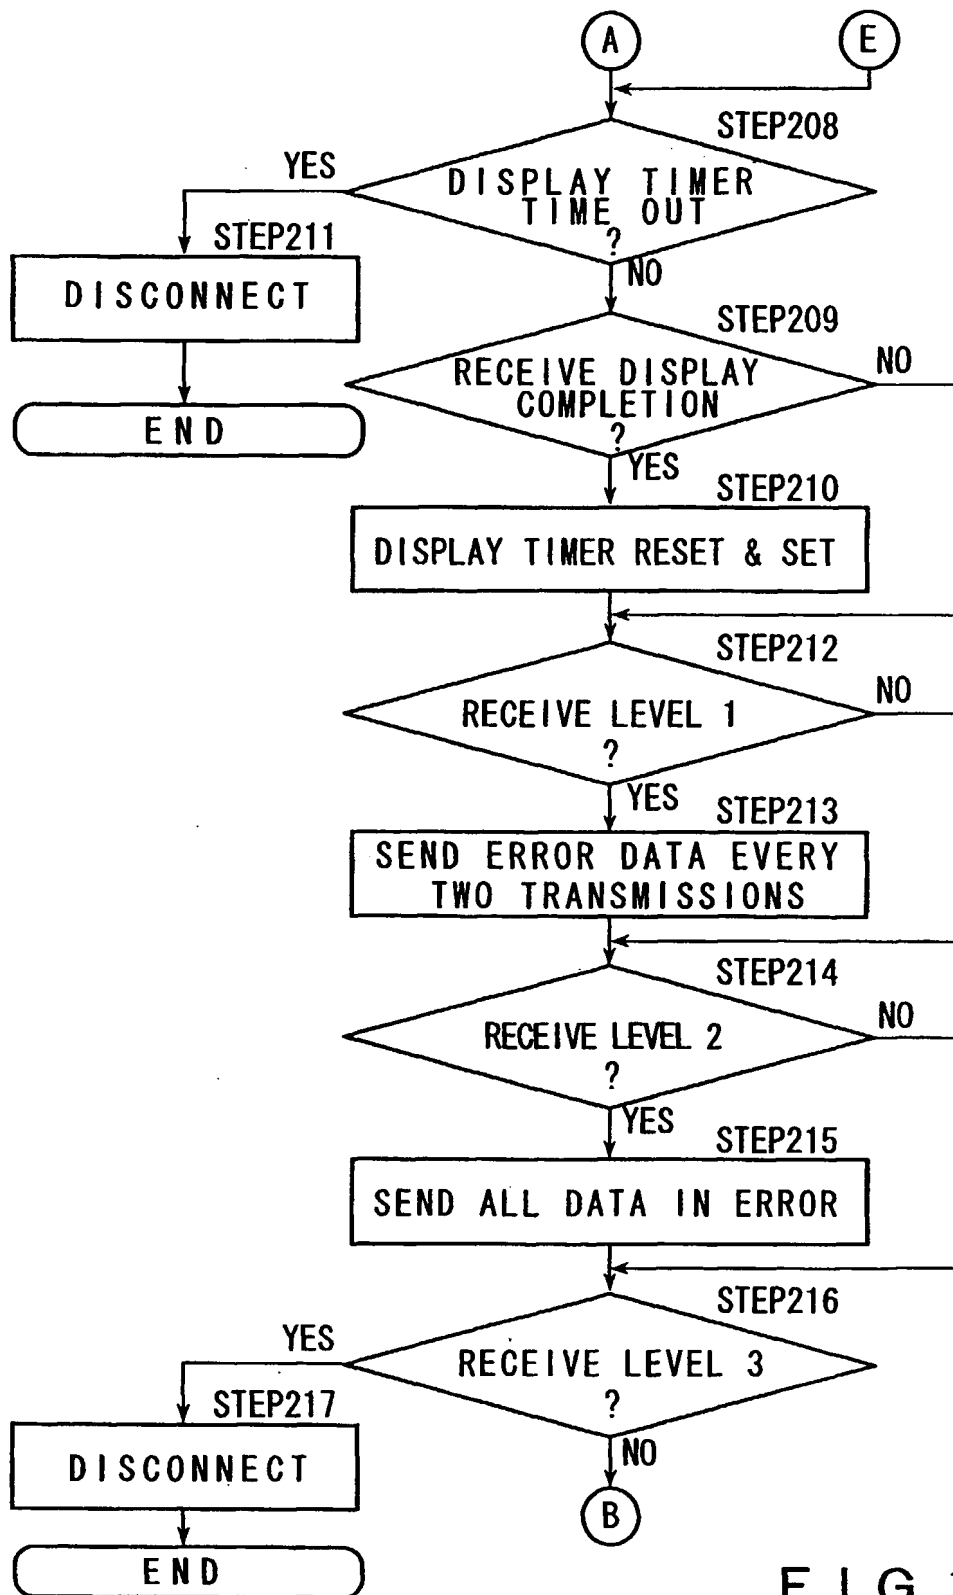 A
E
STEP208
YES
DISPLAY TIMER
TIME OUT
?
NO
STEP211
DISCONNECT
END
STEP209
RECEIVE DISPLAY
COMPLETION
?
NO
YES
STEP210
DISPLAY TIMER RESET & SET
STEP212
RECEIVE LEVEL 1
?
NO
YES
STEP213
SEND ERROR DATA EVERY
TWO TRANSMISSIONS
STEP214
RECEIVE LEVEL 2
?
NO
YES
STEP215
SEND ALL DATA IN ERROR
STEP216
YES
RECEIVE LEVEL 3
?
NO
STEP217
DISCONNECT
END
B
FIG